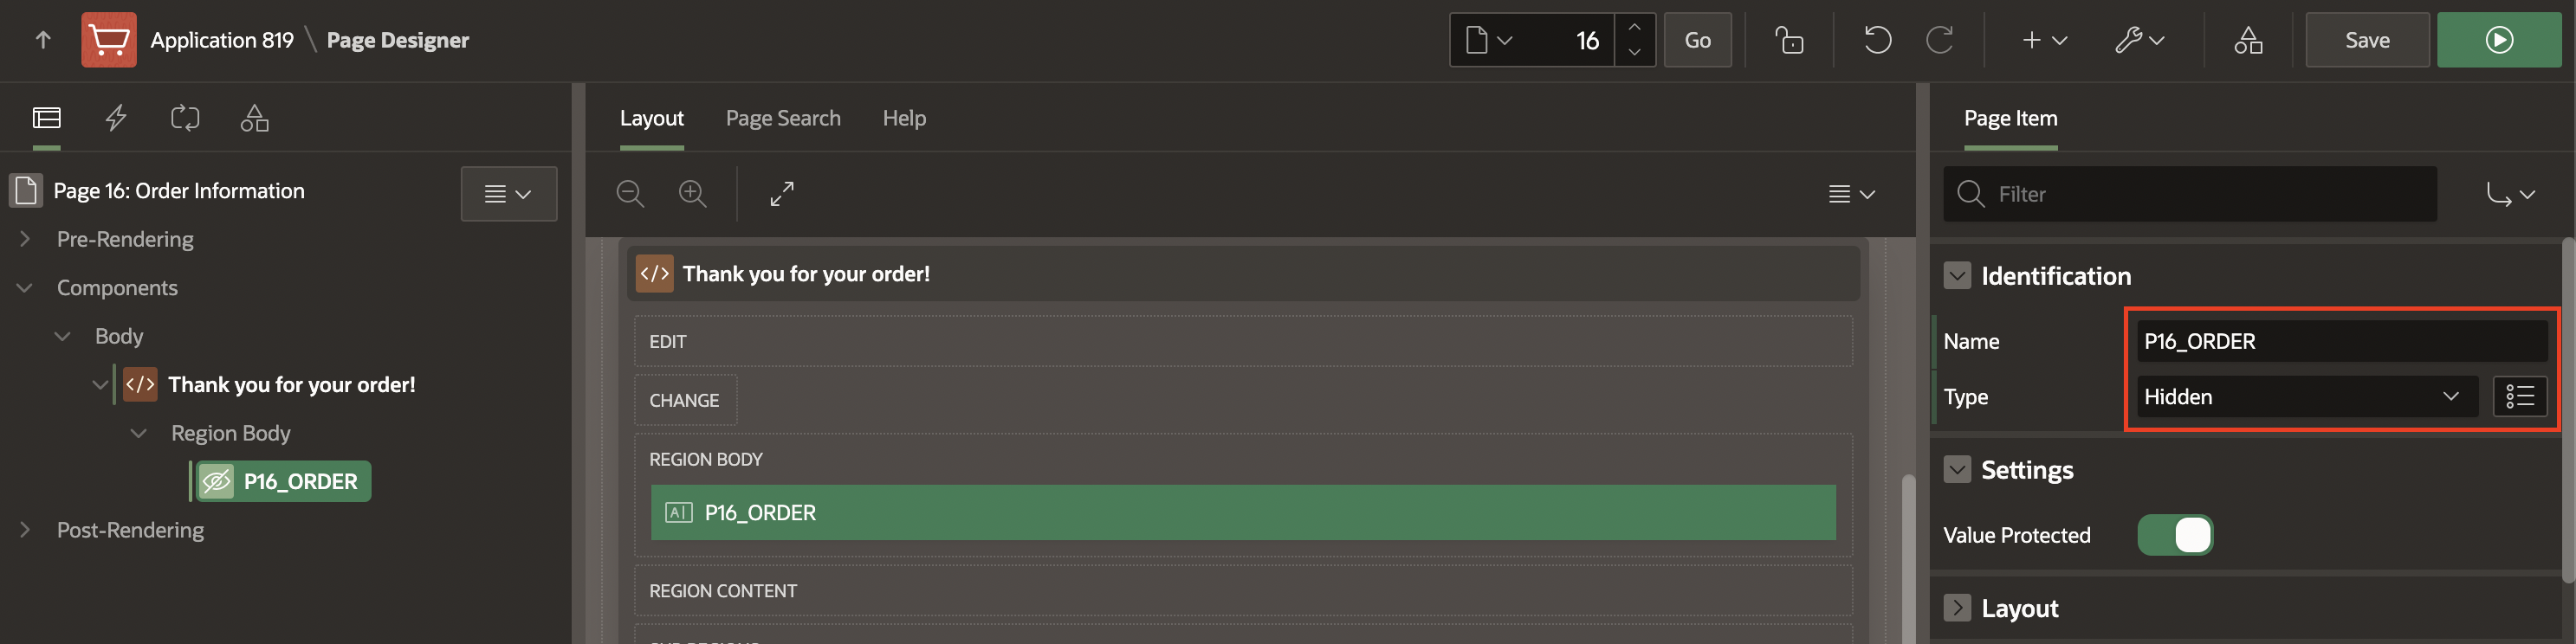 Application 819 \ Page Designer
16
Go
Save
Layout
Page Search
Help
Page Item
Page 16: Order Information
Pre-Rendering
Components
Body
</> Thank you for your order!
Region Body
P16_ORDER
Post-Rendering
</> Thank you for your order!
EDIT
CHANGE
REGION BODY
A| P16_ORDER
REGION CONTENT
Filter
Identification
Name P16_ORDER
Type Hidden
Settings
Value Protected
Layout